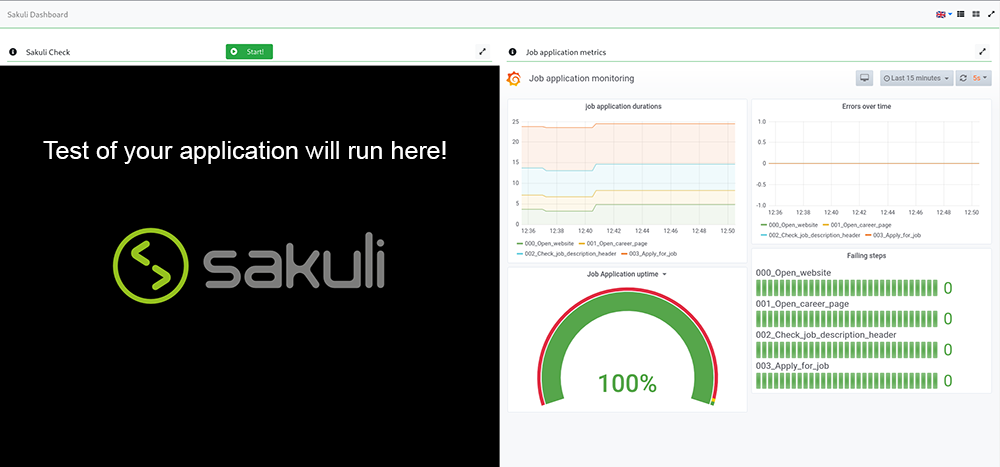 Sakuli Dashboard
Sakuli Check
Start!
Test of your application will run here!
sakuli
Job application metrics
Job application monitoring
Last 15 minutes
5s
job application durations
25
20
15
10
5
0
12:36 12:38 12:40 12:42 12:44 12:46 12:48 12:50
000_Open_website 001_Open_career_page
002_Check_job_description_header 003_Apply_for_job
Errors over time
1.0
0.5
0
-0.5
-1.0
12:36 12:38 12:40 12:42 12:44 12:46 12:48 12:50
000_Open_website 001_Open_career_page
002_Check_job_description_header 003_Apply_for_job
Job Application uptime
100%
Failing steps
000_Open_website
0
001_Open_career_page
0
002_Check_job_description_header
0
003_Apply_for_job
0